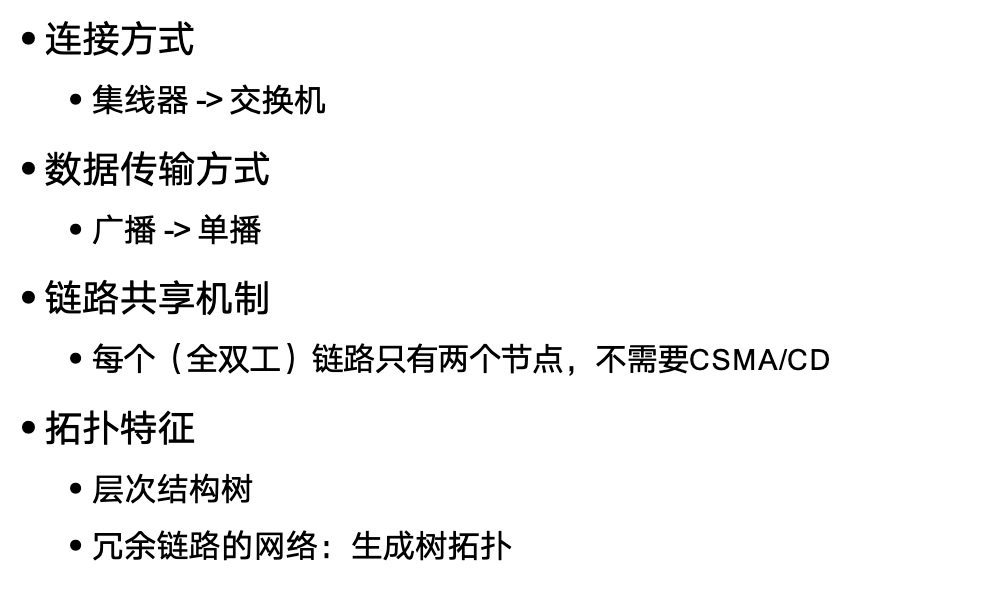 • 连接方式
• 集线器 -> 交换机
• 数据传输方式
• 广播 -> 单播
• 链路共享机制
• 每个（全双工）链路只有两个节点，不需要CSMA/CD
• 拓扑特征
• 层次结构树
• 冗余链路的网络：生成树拓扑